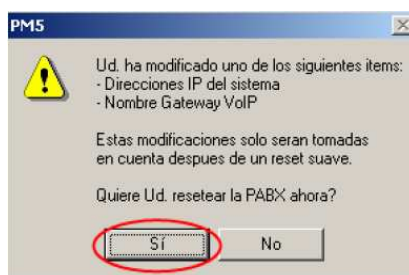 PM5
Ud. ha modificado uno de los siguientes items:
- Direcciones IP del sistema
- Nombre Gateway VoIP
Estas modificaciones solo seran tomadas
en cuenta despues de un reset suave.
Quiere Ud. resetear la PABX ahora?
Sí
No